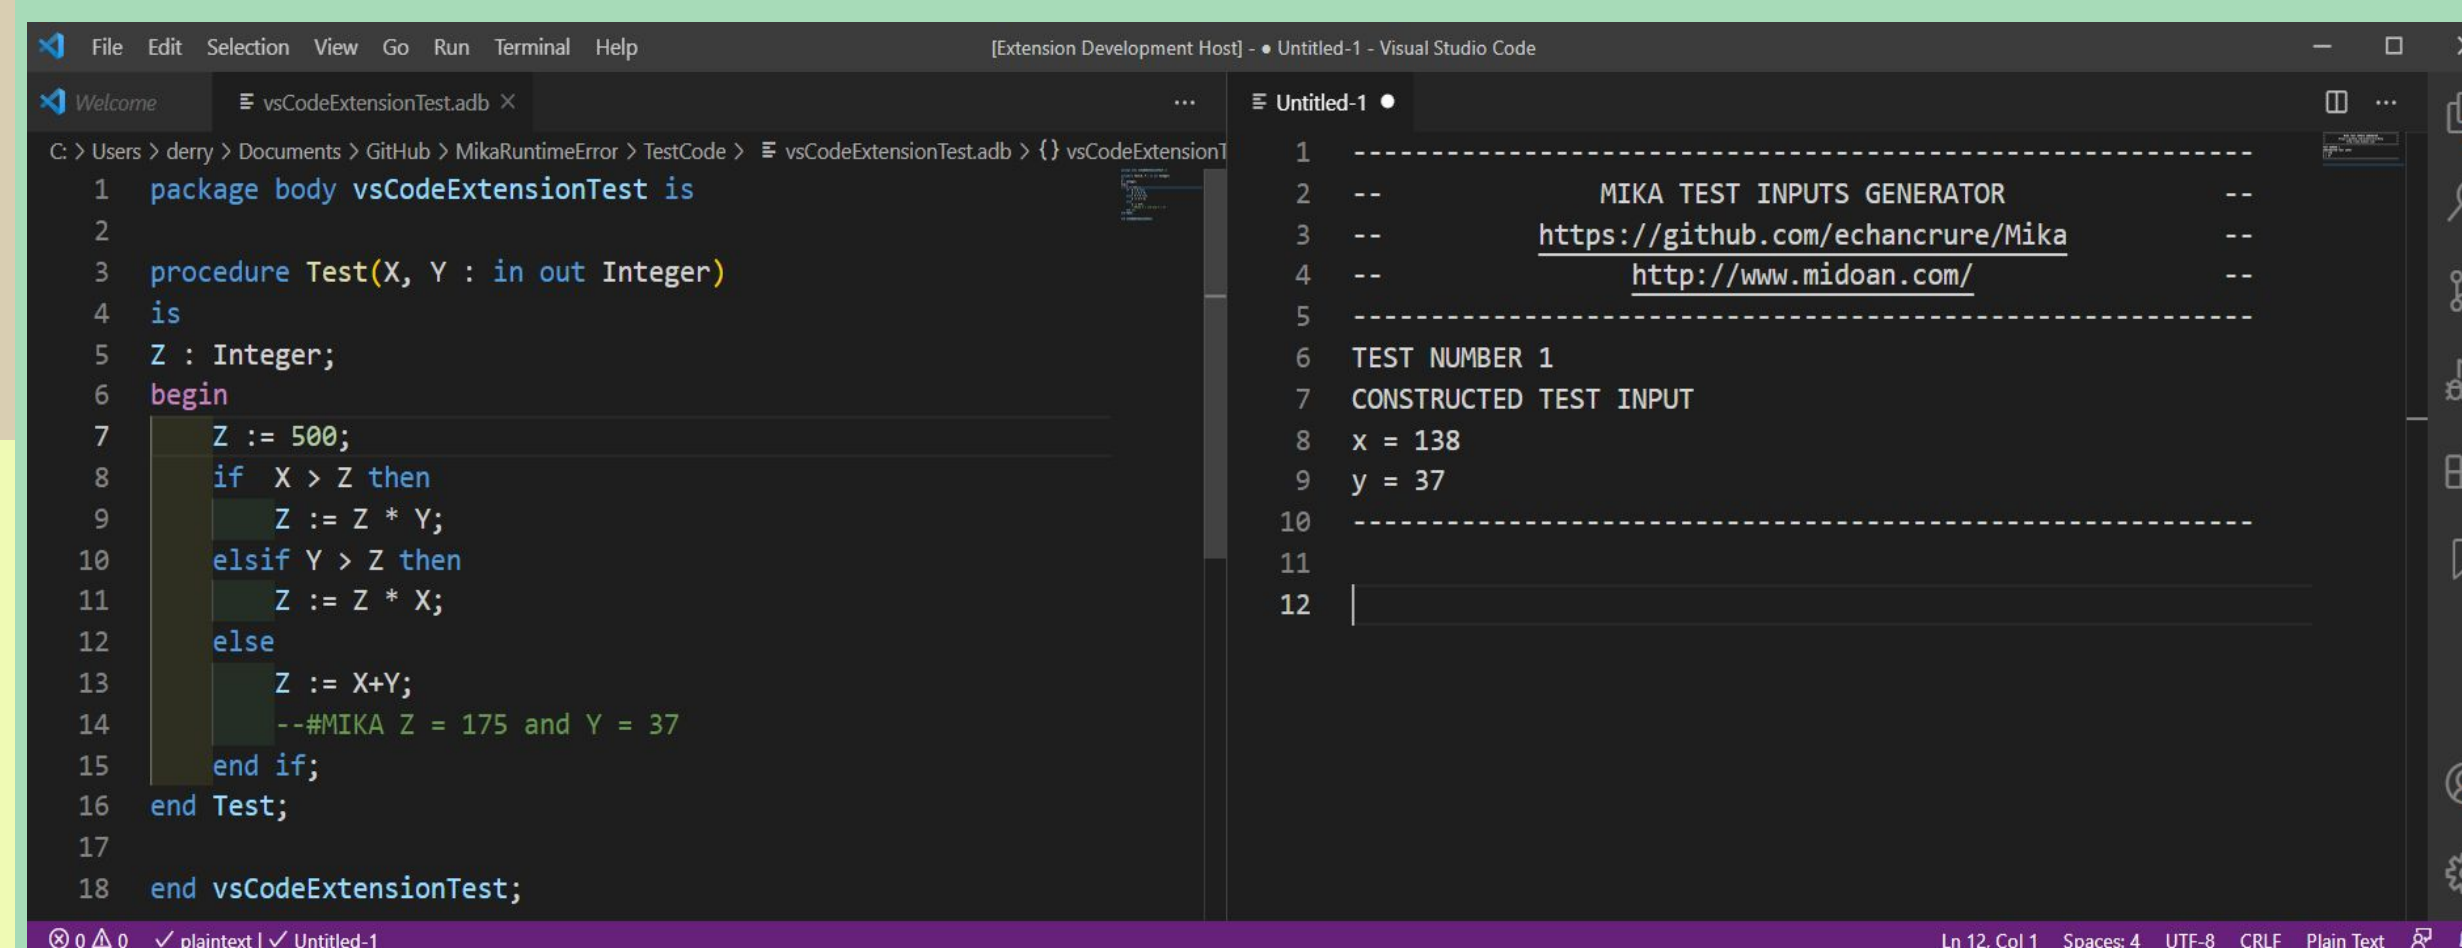 File Edit Selection View Go Run Terminal Help
[Extension Development Host] - ● Untitled-1 - Visual Studio Code
Welcome
vsCodeExtensionTest.adb
C: > Users > derry > Documents > GitHub > MikaRuntimeError > TestCode > vsCodeExtensionTest.adb > {} vsCodeExtensionT
1 package body vsCodeExtensionTest is
2
3 procedure Test(X, Y : in out Integer)
4 is
5 Z : Integer;
6 begin
7 Z := 500;
8 if  X > Z then
9 Z := Z * Y;
10 elsif Y > Z then
11 Z := Z * X;
12 else
13 Z := X+Y;
14 --#MIKA Z = 175 and Y = 37
15 end if;
16 end Test;
17
18 end vsCodeExtensionTest;
Untitled-1 ●
1 ----------------------------------------------------------
2 -- MIKA TEST INPUTS GENERATOR --
3 -- https://github.com/echancrure/Mika --
4 -- http://www.midoan.com/ --
5 ----------------------------------------------------------
6 TEST NUMBER 1
7 CONSTRUCTED TEST INPUT
8 x = 138
9 y = 37
10 ----------------------------------------------------------
11
12
0 0 ✓ plaintext | ✓ Untitled-1
Ln 12, Col 1 Spaces: 4 UTF-8 CRLF Plain Text